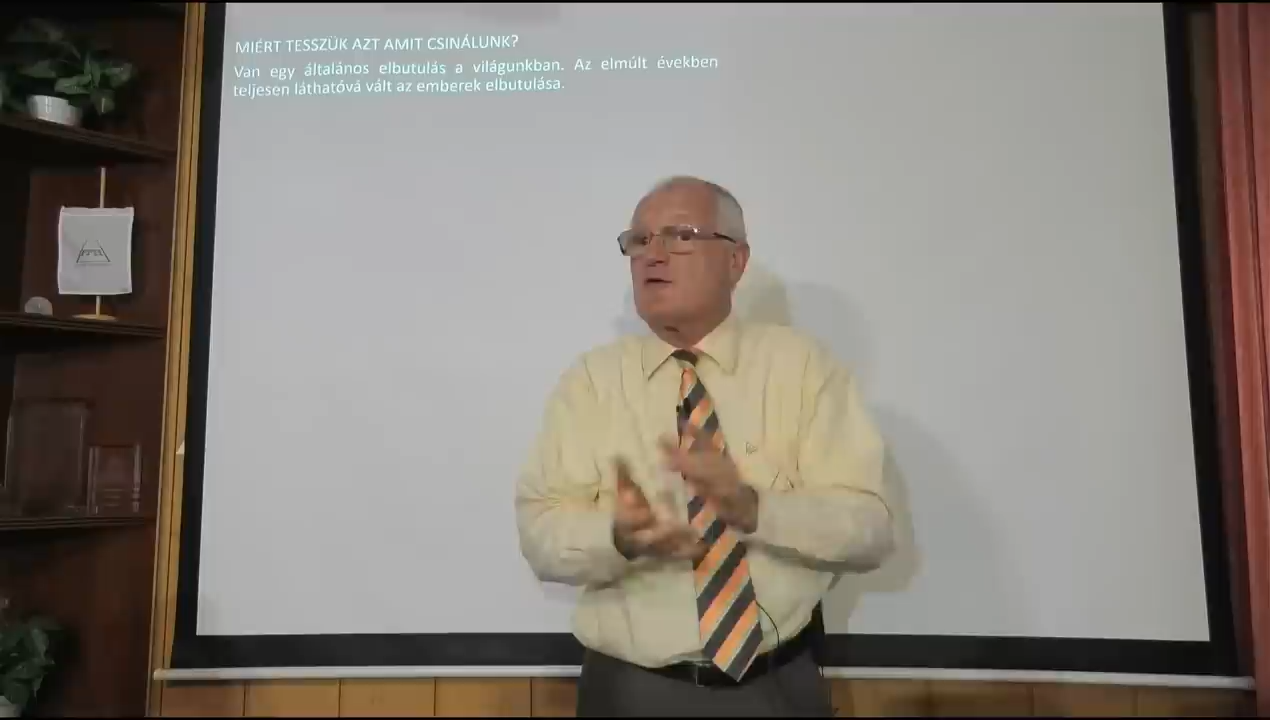 MIÉRT TESSZÜK AZT AMIT CSINÁLUNK?
Van egy általános elbutulás a világunkban. Az elmúlt években
teljesen láthatóvá vált az emberek elbutulása.